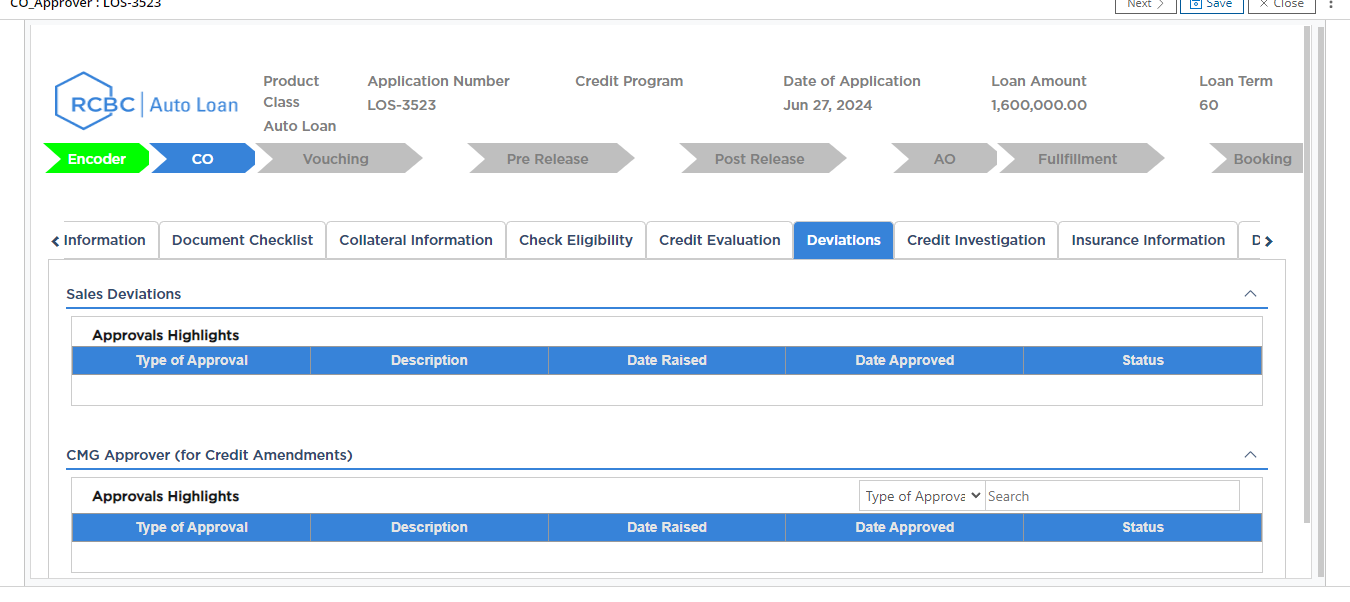 CO_Approver : LOS-3523
Next
Save
Close
RCBC Auto Loan
Product Class
Auto Loan
Application Number
LOS-3523
Credit Program
Date of Application
Jun 27, 2024
Loan Amount
1,600,000.00
Loan Term
60
Encoder CO Vouching Pre Release Post Release AO Fullfillment Booking
Information Document Checklist Collateral Information Check Eligibility Credit Evaluation Deviations Credit Investigation Insurance Information D
Sales Deviations
Approvals Highlights
Type of Approval Description Date Raised Date Approved Status
CMG Approver (for Credit Amendments)
Approvals Highlights Type of Approva Search
Type of Approval Description Date Raised Date Approved Status